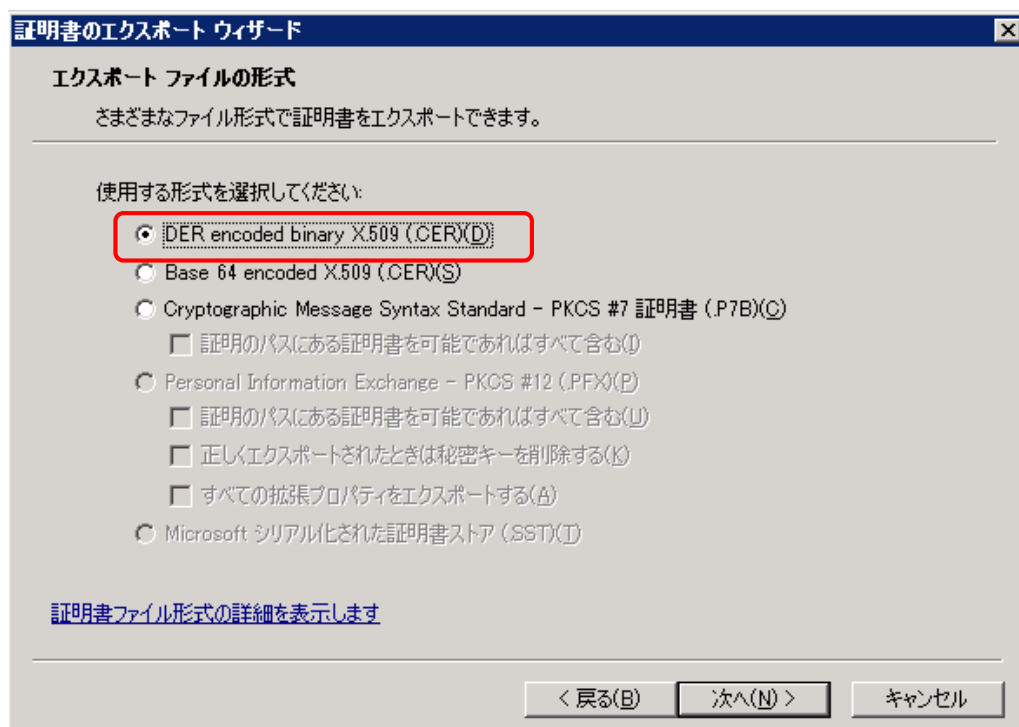 証明書のエクスポート ウィザード
エクスポート ファイルの形式
さまざまなファイル形式で証明書をエクスポートできます。
使用する形式を選択してください:
DER encoded binary X.509 (.CER)(D)
Base 64 encoded X.509 (.CER)(S)
Cryptographic Message Syntax Standard - PKCS #7 証明書 (.P7B)(C)
証明のパスにある証明書を可能であればすべて含む(I)
Personal Information Exchange - PKCS #12 (.PFX)(P)
証明のパスにある証明書を可能であればすべて含む(U)
正しくエクスポートされたときは秘密キーを削除する(K)
すべての拡張プロパティをエクスポートする(A)
Microsoft シリアル化された証明書ストア (.SST)(T)
証明書ファイル形式の詳細を表示します
< 戻る(B) 次へ(N) > キャンセル